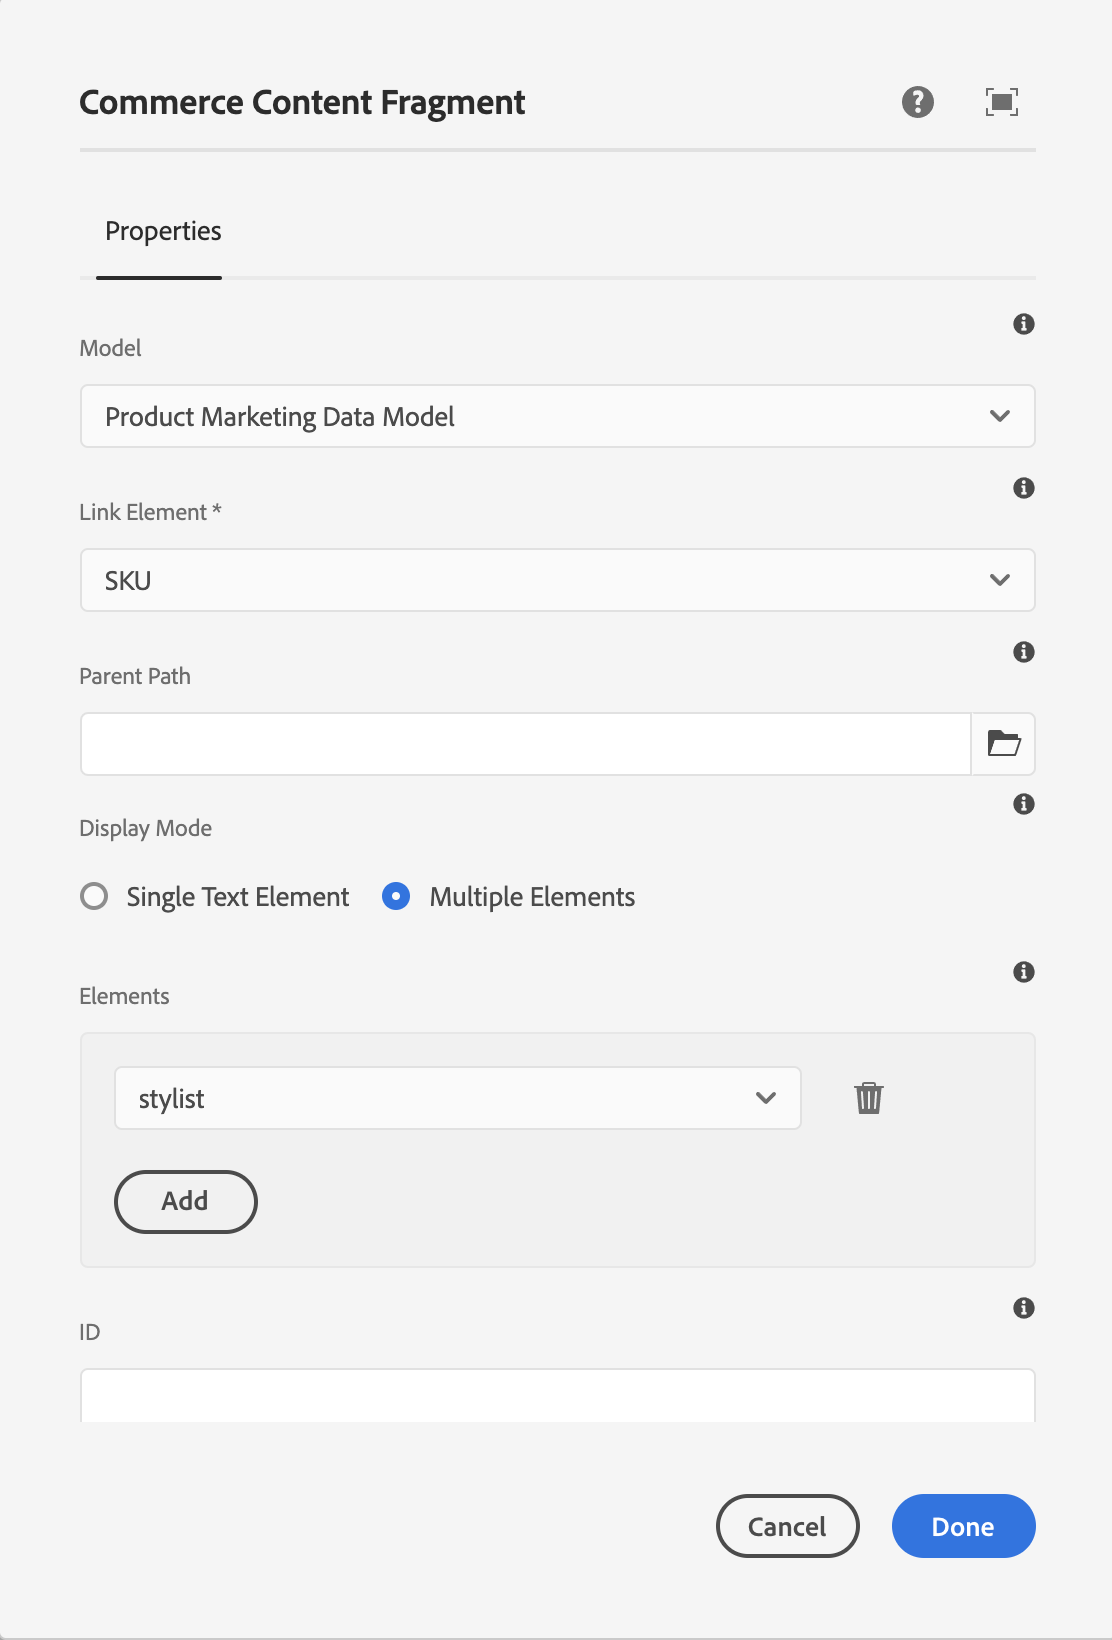 Commerce Content Fragment
Properties
Model
Product Marketing Data Model
Link Element *
SKU
Parent Path
Display Mode
Single Text Element Multiple Elements
Elements
stylist
Add
ID
Cancel Done